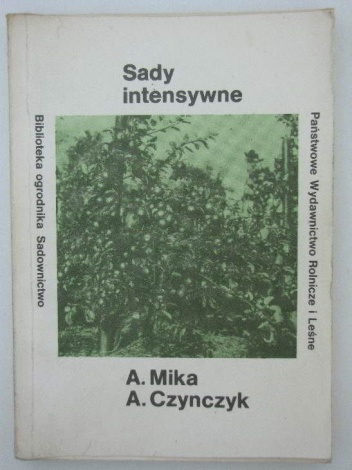 Sady
intensywne
Biblioteka ogrodnika Sadownictwo
Państwowe Wydawnictwo Rolnicze i Leśne
A. Mika
A. Czynczyk